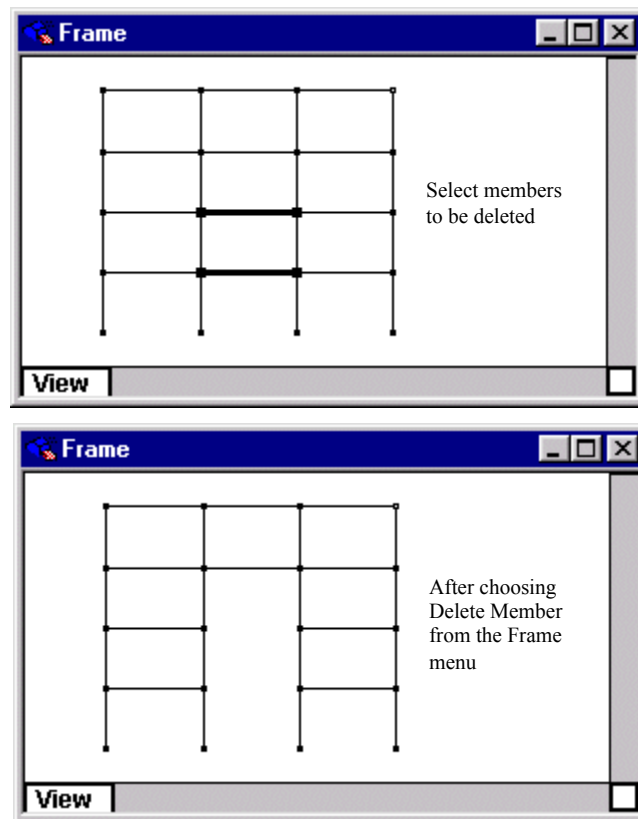 Frame
Select members
to be deleted
View
Frame
After choosing
Delete Member
from the Frame
menu
View